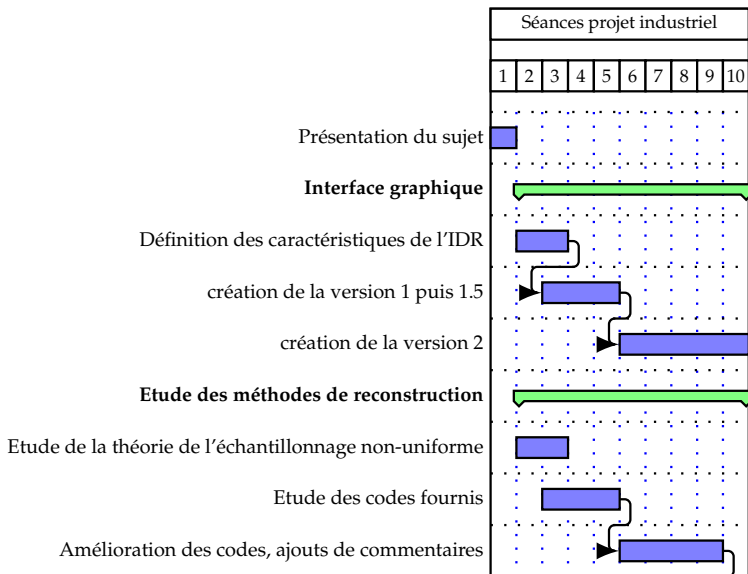 Séances projet industriel
1 2 3 4 5 6 7 8 9 10
Présentation du sujet
Interface graphique
Définition des caractéristiques de l'IDR
création de la version 1 puis 1.5
création de la version 2
Etude des méthodes de reconstruction
Etude de la théorie de l'échantillonnage non-uniforme
Etude des codes fournis
Amélioration des codes, ajouts de commentaires